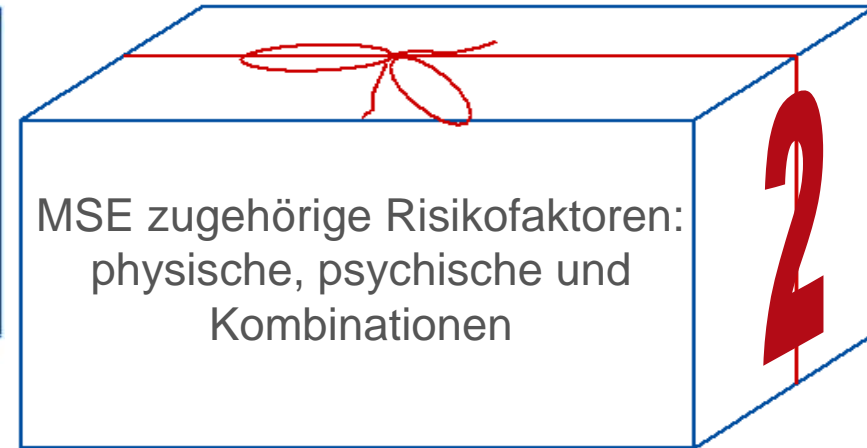 MSE zugehörige Risikofaktoren:
physische, psychische und
Kombinationen
2